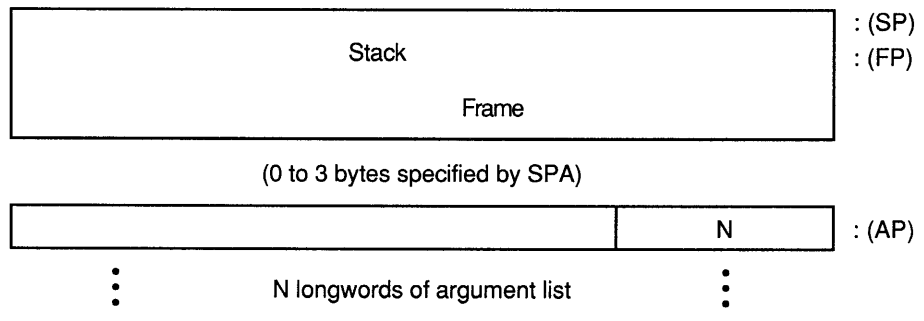 : (SP)
Stack
: (FP)
Frame
(0 to 3 bytes specified by SPA)
N
: (AP)
N longwords of argument list